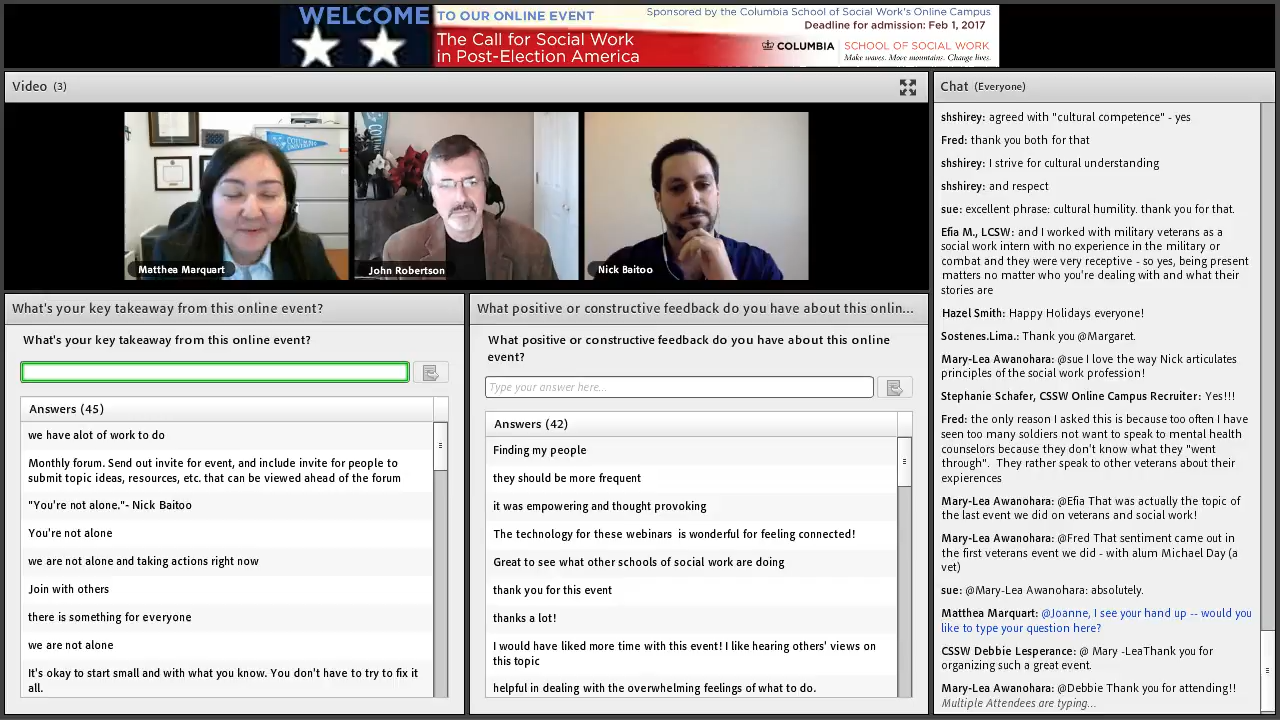 WELCOME TO OUR ONLINE EVENT
The Call for Social Work
in Post-Election America
Sponsored by the Columbia School of Social Work's Online Campus
Deadline for admission: Feb 1, 2017
COLUMBIA SCHOOL OF SOCIAL WORK
Make waves. Move mountains. Change lives.
Video (3)
Matthea Marquart
John Robertson
Nick Baitoo
What's your key takeaway from this online event?
What's your key takeaway from this online event?
Answers (45)
we have alot of work to do
Monthly forum. Send out invite for event, and include invite for people to
submit topic ideas, resources, etc. that can be viewed ahead of the forum
"You're not alone."- Nick Baitoo
You're not alone
we are not alone and taking actions right now
Join with others
there is something for everyone
we are not alone
It's okay to start small and with what you know. You don't have to try to fix it
all.
What positive or constructive feedback do you have about this onlin...
What positive or constructive feedback do you have about this online
event?
Type your answer here...
Answers (42)
Finding my people
they should be more frequent
it was empowering and thought provoking
The technology for these webinars is wonderful for feeling connected!
Great to see what other schools of social work are doing
thank you for this event
thanks a lot!
I would have liked more time with this event! I like hearing others' views on
this topic
helpful in dealing with the overwhelming feelings of what to do.
Chat (Everyone)
shshirey: agreed with "cultural competence" - yes
Fred: thank you both for that
shshirey: I strive for cultural understanding
shshirey: and respect
sue: excellent phrase: cultural humility. thank you for that.
Efia M., LCSW: and I worked with military veterans as a
social work intern with no experience in the military or
combat and they were very receptive - so yes, being present
matters no matter who you're dealing with and what their
stories are
Hazel Smith: Happy Holidays everyone!
Sostenes.Lima.: Thank you @Margaret.
Mary-Lea Awanohara: @sue I love the way Nick articulates
principles of the social work profession!
Stephanie Schafer, CSSW Online Campus Recruiter: Yes!!!
Fred: the only reason I asked this is because too often I have
seen too many soldiers not want to speak to mental health
counselors because they don't know what they "went
through". They rather speak to other veterans about their
expierences
Mary-Lea Awanohara: @Efia That was actually the topic of
the last event we did on veterans and social work!
Mary-Lea Awanohara: @Fred That sentiment came out in
the first veterans event we did - with alum Michael Day (a
vet)
sue: @Mary-Lea Awanohara: absolutely.
Matthea Marquart: @Joanne, I see your hand up -- would you
like to type your question here?
CSSW Debbie Lesperance: @ Mary -LeaThank you for
organizing such a great event.
Mary-Lea Awanohara: @Debbie Thank you for attending!!
Multiple Attendees are typing...